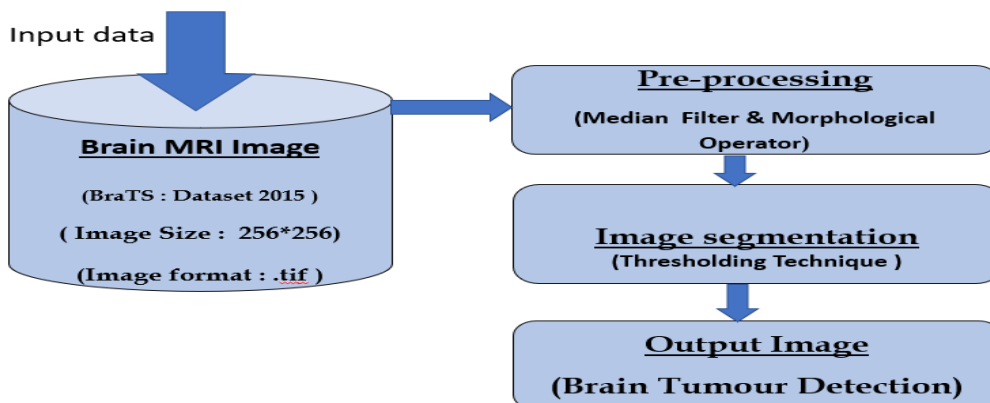 Input data
Brain MRI Image
(BraTS : Dataset 2015 )
( Image Size : 256*256)
(Image format : .tif )
Pre-processing
(Median Filter & Morphological
Operator)
Image segmentation
(Thresholding Technique )
Output Image
(Brain Tumour Detection)